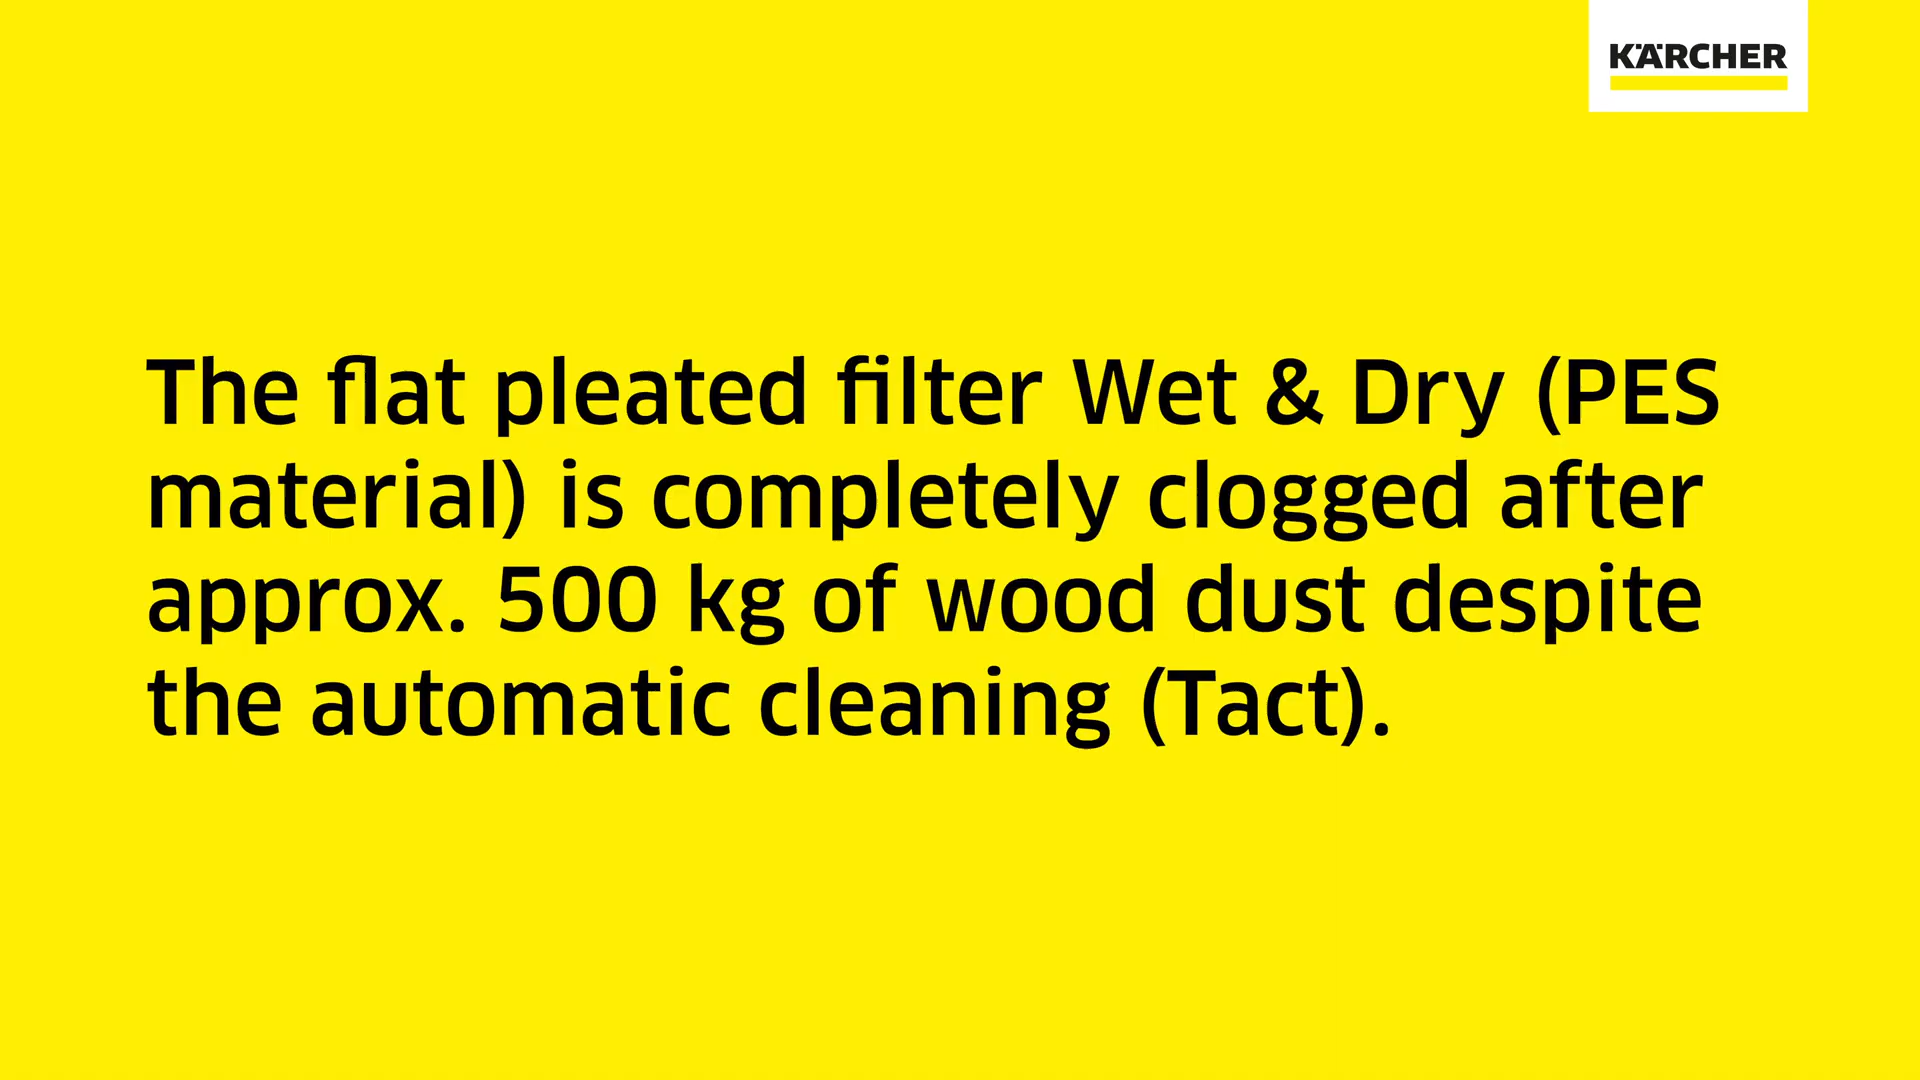 KÄRCHER
The flat pleated filter Wet & Dry (PES
material) is completely clogged after
approx. 500 kg of wood dust despite
the automatic cleaning (Tact).